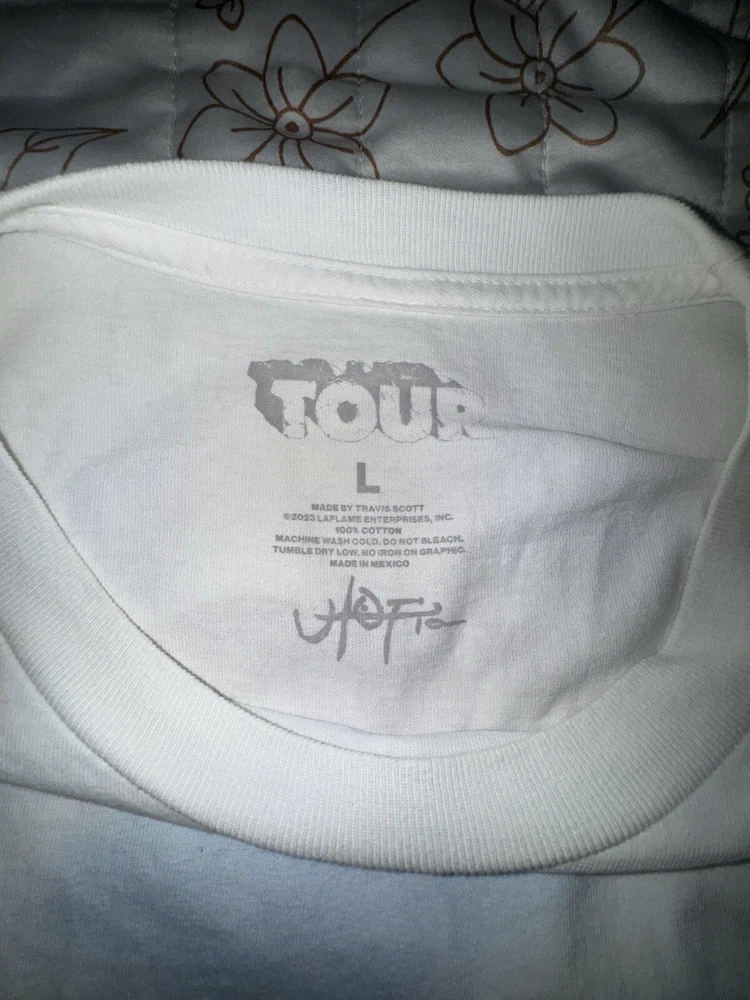 TOUR
L
MADE BY TRAVIS SCOTT
©2023 LAFLAME ENTERPRISES, INC.
100% COTTON
MACHINE WASH COLD. DO NOT BLEACH.
TUMBLE DRY LOW. NO IRON ON GRAPHIC.
MADE IN MEXICO